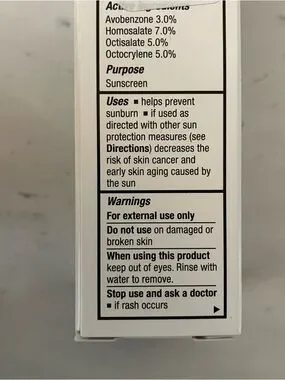 Active Ingredients
Avobenzone 3.0%
Homosalate 7.0%
Octisalate 5.0%
Octocrylene 5.0%
Purpose
Sunscreen
Uses ▪ helps prevent
sunburn ▪ if used as
directed with other sun
protection measures (see
Directions) decreases the
risk of skin cancer and
early skin aging caused by
the sun
Warnings
For external use only
Do not use on damaged or
broken skin
When using this product
keep out of eyes. Rinse with
water to remove.
Stop use and ask a doctor
▪ if rash occurs